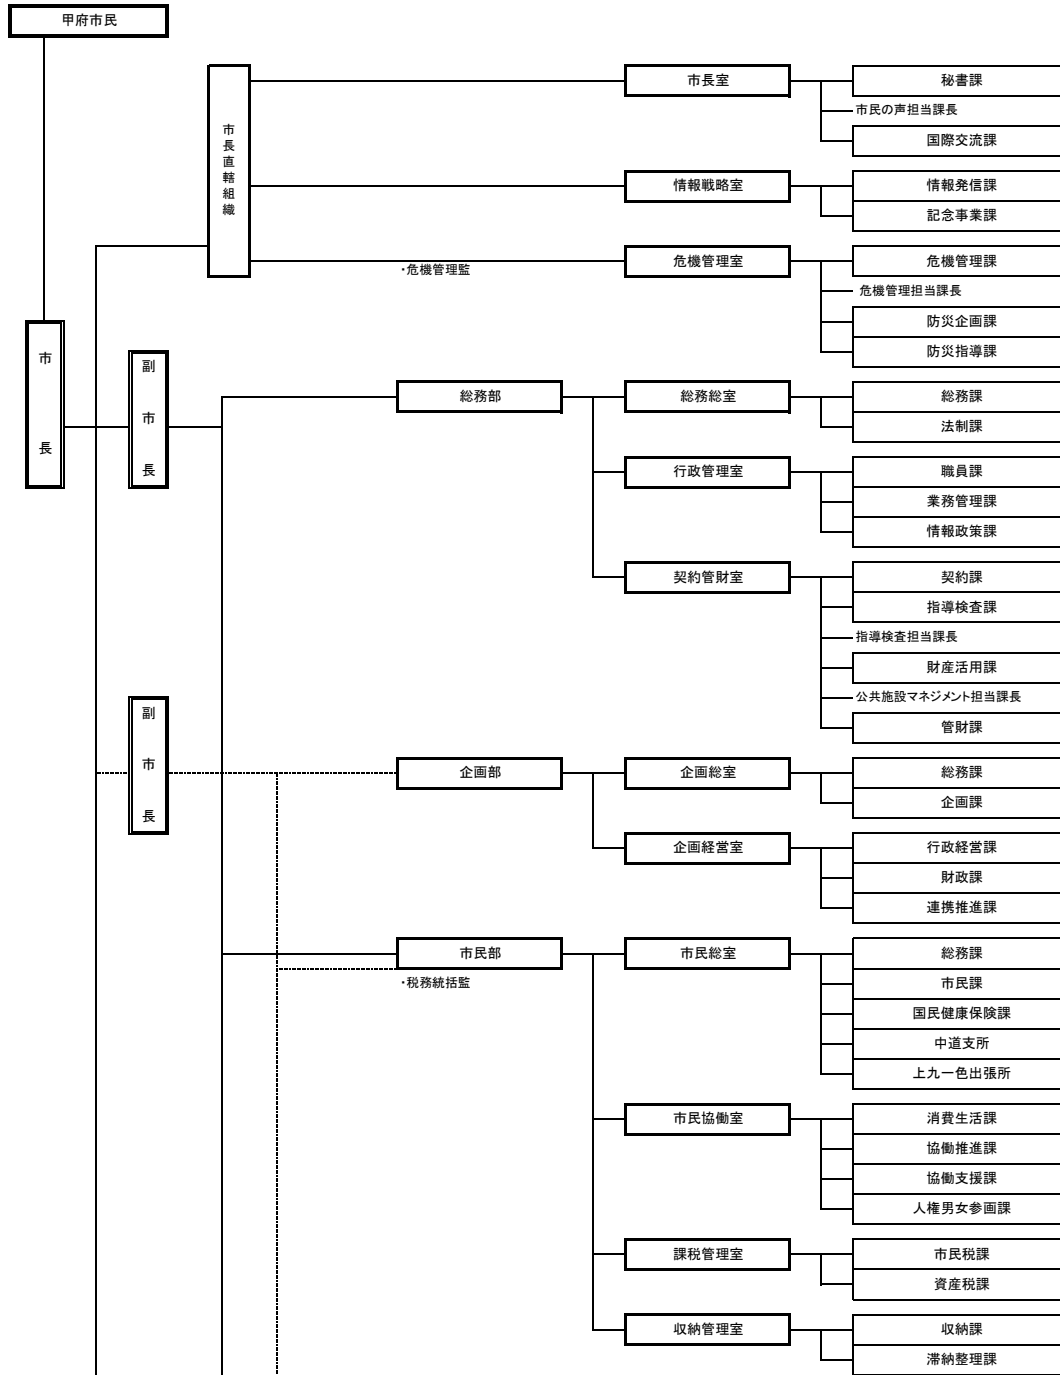 甲府市民
市長直轄組織
市長室
秘書課
市民の声担当課長
国際交流課
情報戦略室
情報発信課
記念事業課
・危機管理監
危機管理室
危機管理課
危機管理担当課長
防災企画課
防災指導課
市長
副市長
総務部
総務総室
総務課
法制課
行政管理室
職員課
業務管理課
情報政策課
契約管財室
契約課
指導検査課
指導検査担当課長
財産活用課
公共施設マネジメント担当課長
管財課
副市長
企画部
企画総室
総務課
企画課
企画経営室
行政経営課
財政課
連携推進課
市民部
・税務統括監
市民総室
総務課
市民課
国民健康保険課
中道支所
上九一色出張所
市民協働室
消費生活課
協働推進課
協働支援課
人権男女参画課
課税管理室
市民税課
資産税課
収納管理室
収納課
滞納整理課